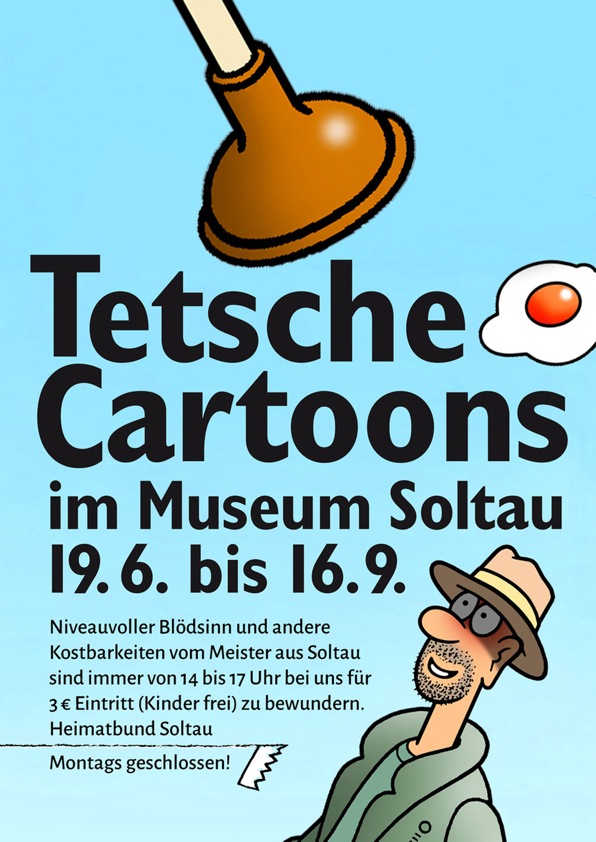 Tetsche
Cartoons
im Museum Soltau
19. 6. bis 16. 9.
Niveauvoller Blödsinn und andere
Kostbarkeiten vom Meister aus Soltau
sind immer von 14 bis 17 Uhr bei uns für
3 € Eintritt (Kinder frei) zu bewundern.
Heimatbund Soltau
Montags geschlossen!